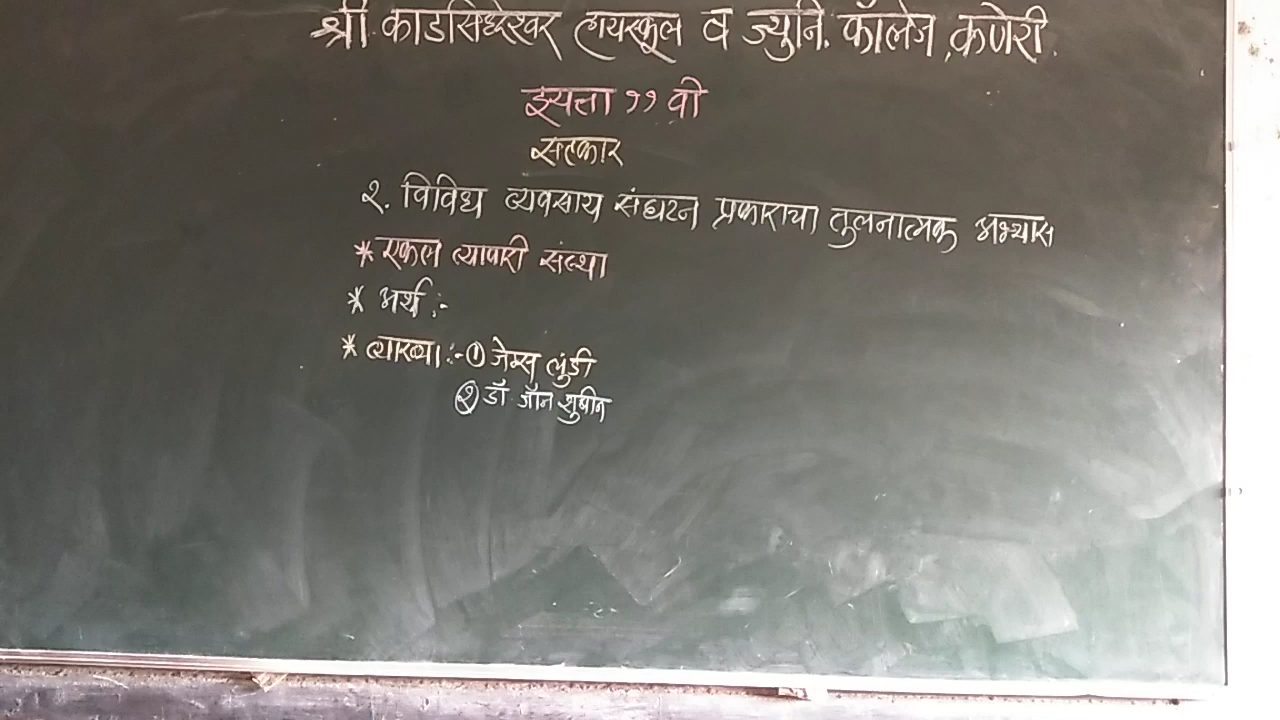 श्री काडसिध्देश्वर हायस्कूल व ज्युनि. कॉलेज, कणेरी.
इयत्ता ११ वी
सहकार
२. विविध व्यवसाय संघटन प्रकाराचा तुलनात्मक अभ्यास
* एकल व्यापारी संस्था
* अर्थ :-
* व्याख्या :- ① जेम्स लुंडी
② डॉ. जॉन शुबीन